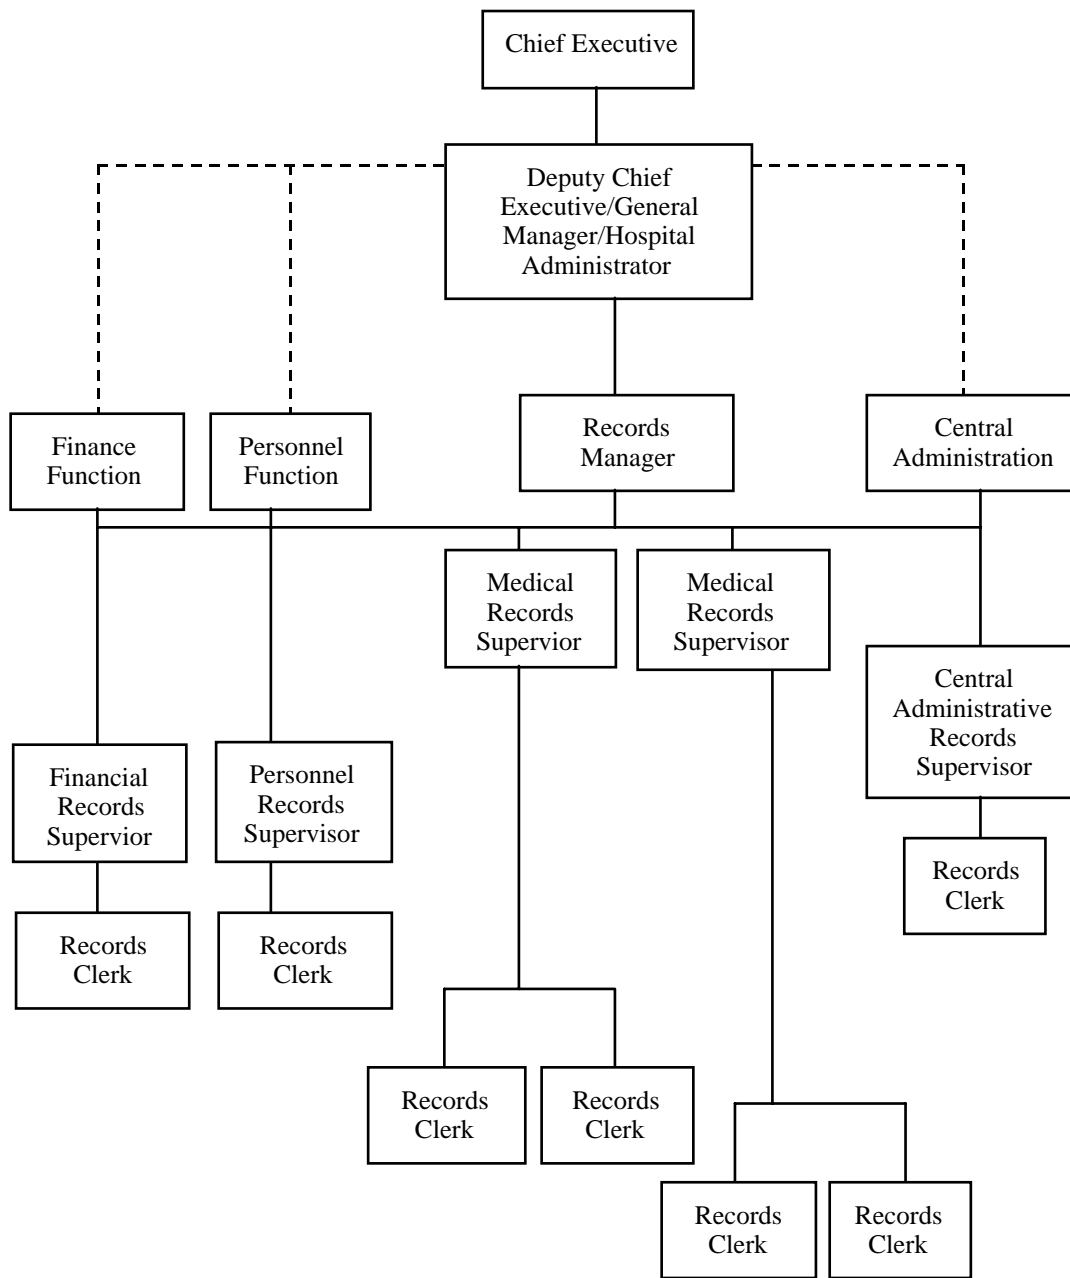 Chief Executive
Deputy Chief
Executive/General
Manager/Hospital
Administrator
Finance
Function
Personnel
Function
Records
Manager
Central
Administration
Medical
Records
Supervior
Medical
Records
Supervisor
Central
Administrative
Records
Supervisor
Financial
Records
Supervior
Personnel
Records
Supervisor
Records
Clerk
Records
Clerk
Records
Clerk
Records
Clerk
Records
Clerk
Records
Clerk
Records
Clerk